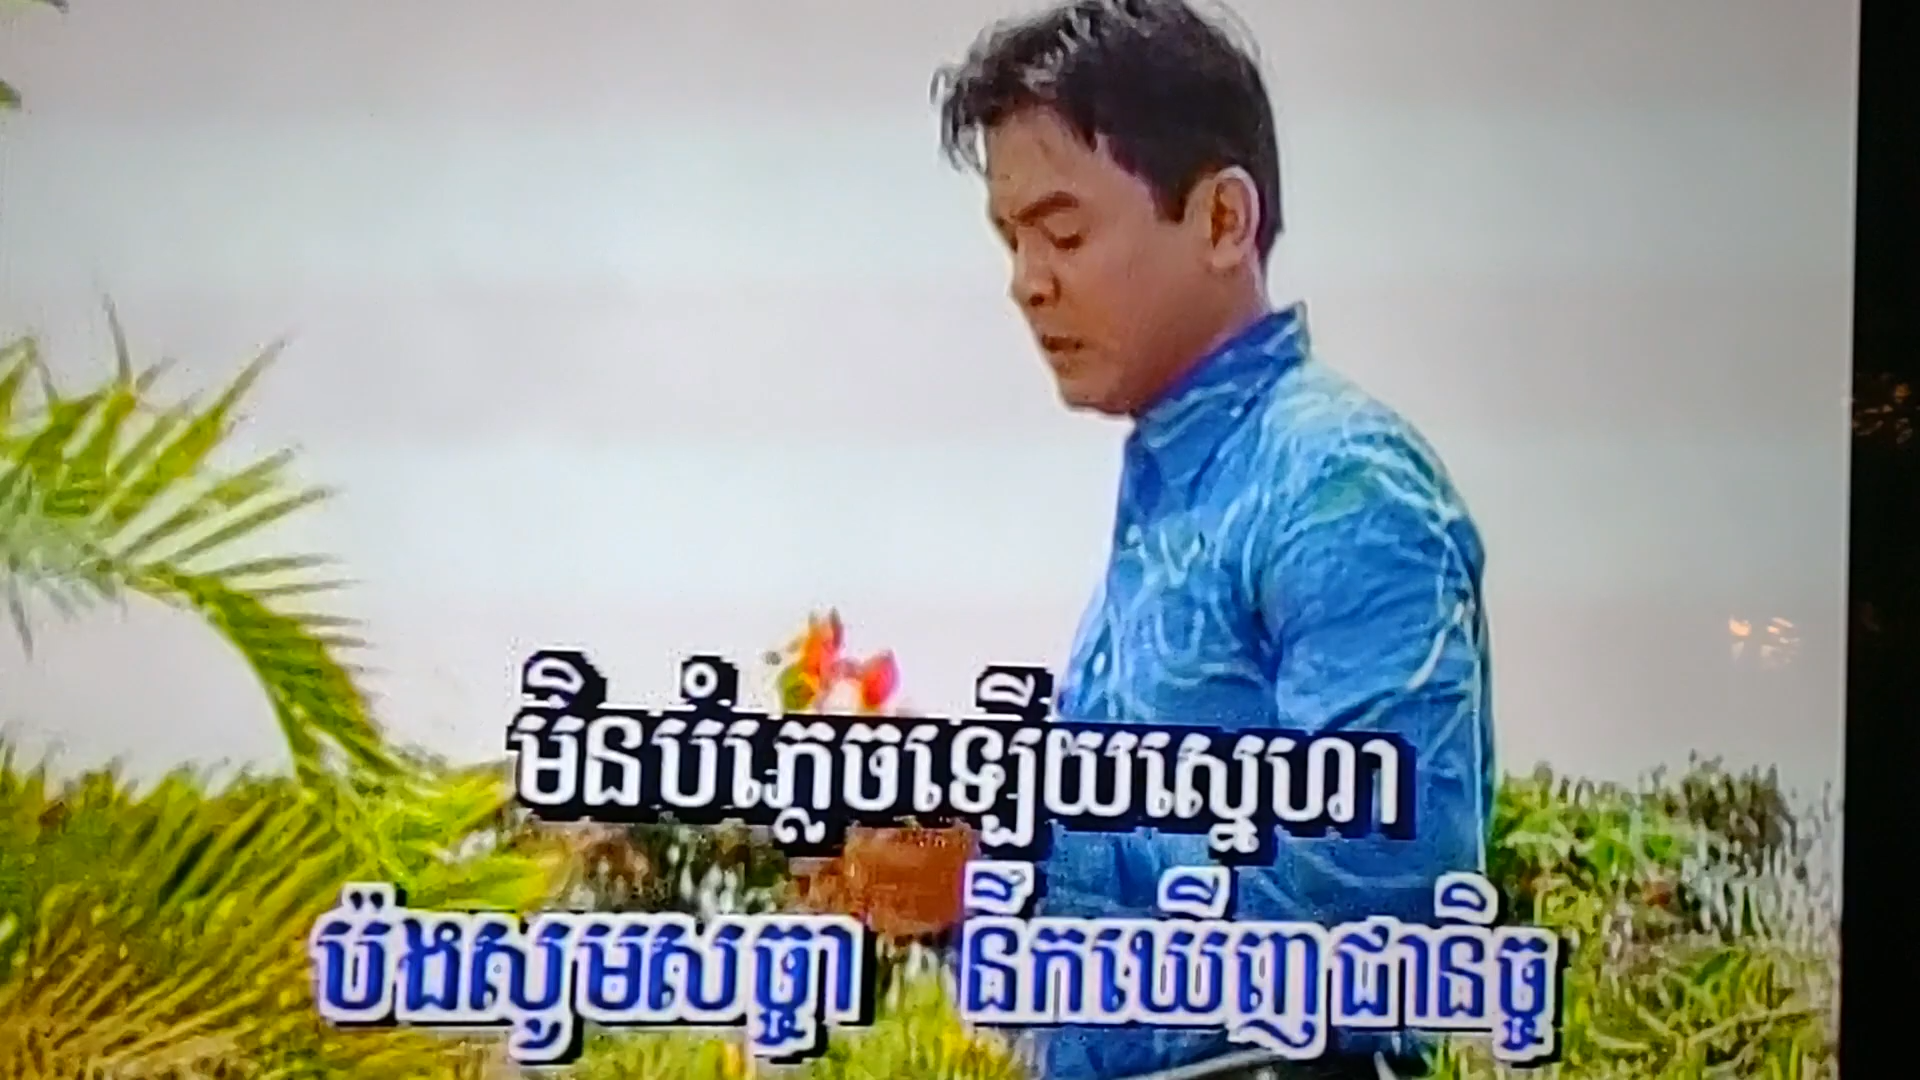 មិនបំភ្លេចឡើយស្នេហា
ប៉ងសូមសច្ចា នឹកឃើញជានិច្ច